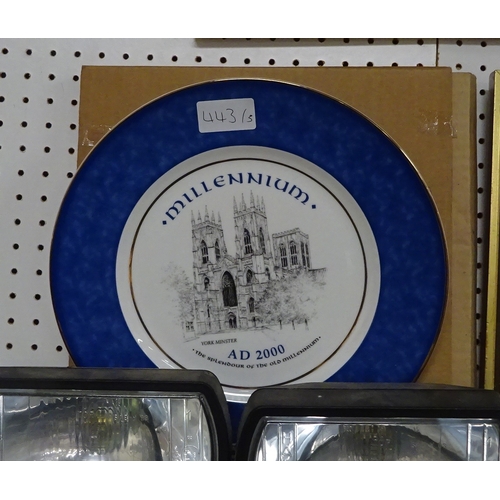 443/5
·MILLENNIUM·
YORK MINSTER
AD 2000
·THE SPLENDOUR OF THE OLD MILLENNIUM·